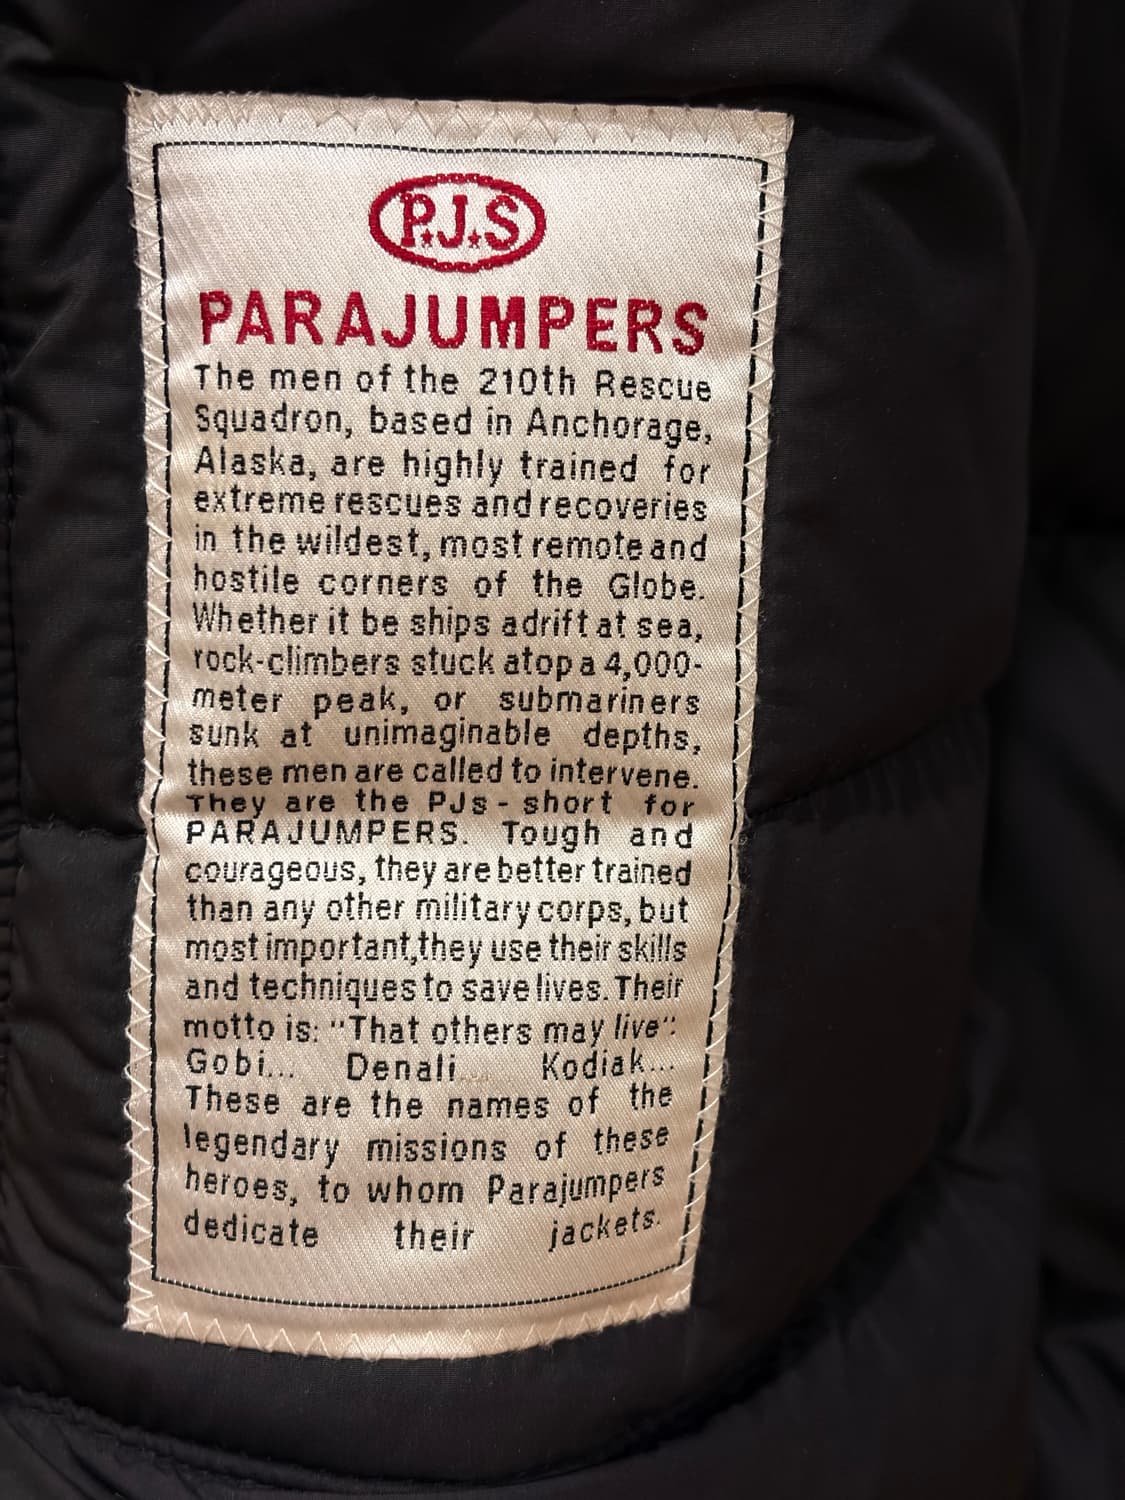 P.J.S
PARAJUMPERS
The men of the 210th Rescue
Squadron, based in Anchorage,
Alaska, are highly trained for
extreme rescues and recoveries
in the wildest, most remote and
hostile corners of the Globe.
Whether it be ships adrift at sea,
rock-climbers stuck atop a 4,000-
meter peak, or submariners
sunk at unimaginable depths,
these men are called to intervene.
They are the PJs - short for
PARAJUMPERS. Tough and
courageous, they are better trained
than any other military corps, but
most important,they use their skills
and techniques to save lives. Their
motto is: "That others may live":
Gobi... Denali.... Kodiak...
These are the names of the
legendary missions of these
heroes, to whom Parajumpers
dedicate their jackets.